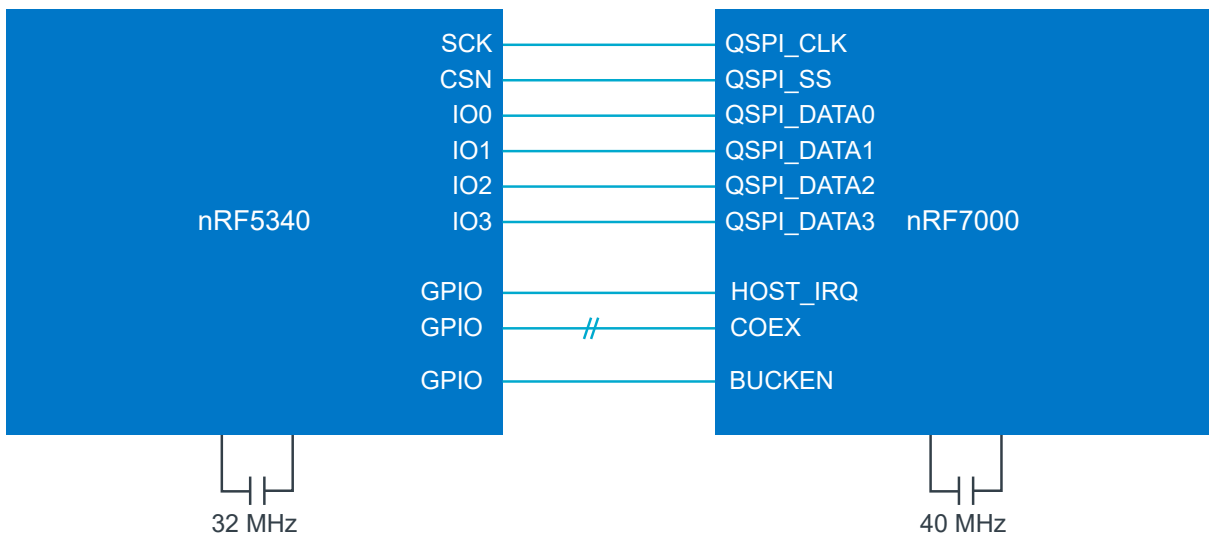 SCK QSPI_CLK
CSN QSPI_SS
IO0 QSPI_DATA0
IO1 QSPI_DATA1
IO2 QSPI_DATA2
nRF5340 IO3 QSPI_DATA3 nRF7000
GPIO HOST_IRQ
GPIO COEX
GPIO BUCKEN
32 MHz 40 MHz